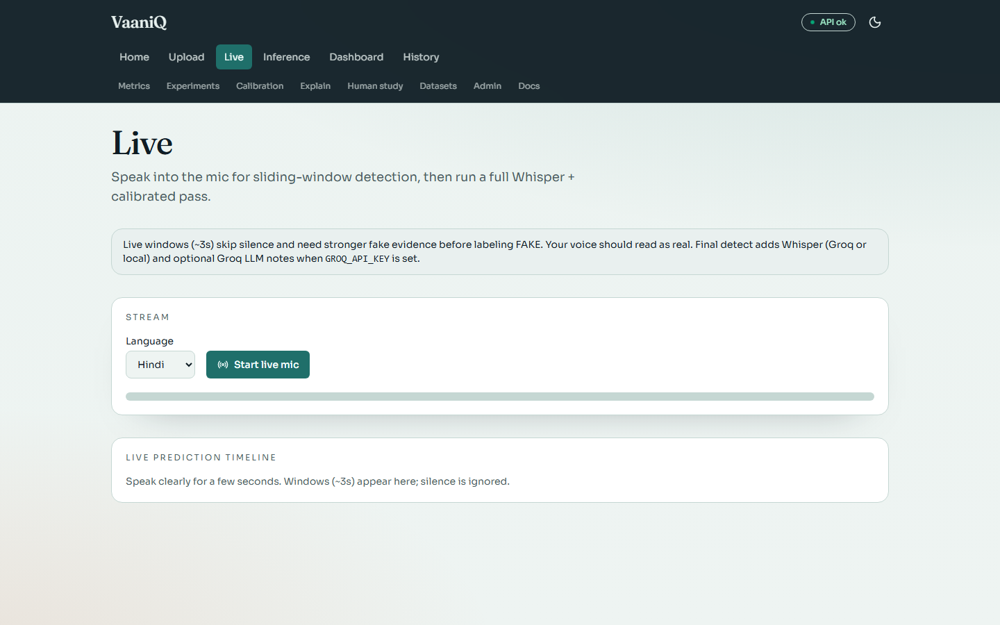 VaaniQ
API ok
Home Upload Live Inference Dashboard History
Metrics Experiments Calibration Explain Human study Datasets Admin Docs
Live
Speak into the mic for sliding-window detection, then run a full Whisper +
calibrated pass.
Live windows (~3s) skip silence and need stronger fake evidence before labeling FAKE. Your voice should read as real. Final detect adds Whisper (Groq or
local) and optional Groq LLM notes when GROQ_API_KEY is set.
STREAM
Language
Hindi
Start live mic
LIVE PREDICTION TIMELINE
Speak clearly for a few seconds. Windows (~3s) appear here; silence is ignored.